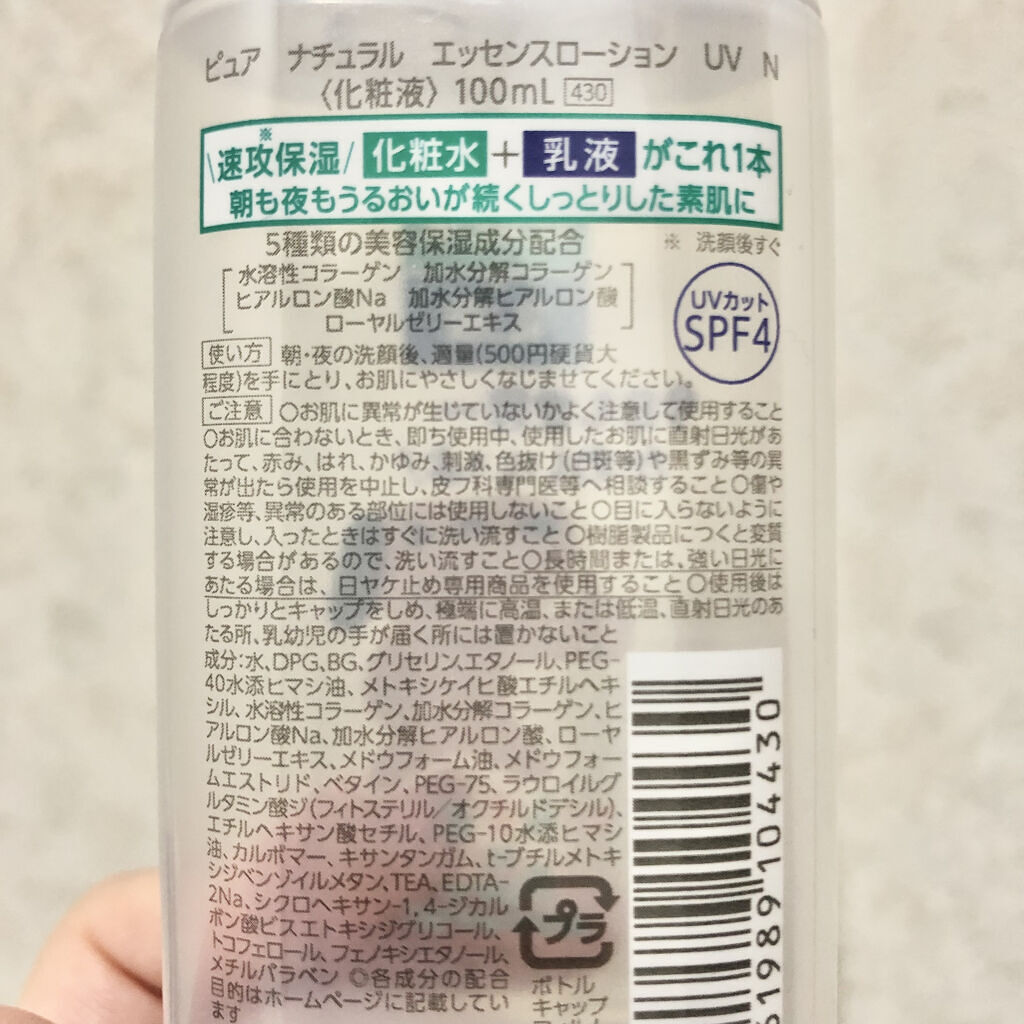 ピュア ナチュラル エッセンスローション UV N
〈化粧液〉100mL 430
※
\速攻保湿/ 化粧水+乳液がこれ1本
朝も夜もうるおいが続くしっとりした素肌に
5種類の美容保湿成分配合 ※ 洗顔後すぐ
水溶性コラーゲン 加水分解コラーゲン
ヒアルロン酸Na 加水分解ヒアルロン酸
ローヤルゼリーエキス
UVカット
SPF4
使い方 朝・夜の洗顔後、適量(500円硬貨大
程度)を手にとり、お肌にやさしくなじませてください。
ご注意 〇お肌に異常が生じていないかよく注意して使用すること
〇お肌に合わないとき、即ち使用中、使用したお肌に直射日光があ
たって、赤み、はれ、かゆみ、刺激、色抜け(白斑等)や黒ずみ等の異
常が出たら使用を中止し、皮フ科専門医等へ相談すること〇傷や
湿疹等、異常のある部位には使用しないこと〇目に入らないように
注意し、入ったときはすぐに洗い流すこと〇樹脂製品につくと変質
する場合があるので、洗い流すこと〇長時間または、強い日光に
あたる場合は、日ヤケ止め専用商品を使用すること〇使用後は
しっかりとキャップをしめ、極端に高温、または低温、直射日光のあ
たる所、乳幼児の手が届く所には置かないこと
成分:水、DPG、BG、グリセリン、エタノール、PEG-
40水添ヒマシ油、メトキシケイヒ酸エチルヘキ
シル、水溶性コラーゲン、加水分解コラーゲン、ヒ
アルロン酸Na、加水分解ヒアルロン酸、ローヤ
ルゼリーエキス、メドウフォーム油、メドウフォー
ムエストリド、ベタイン、PEG-75、ラウロイルグ
ルタミン酸ジ(フィトステリル/オクチルドデシル)、
エチルヘキサン酸セチル、PEG-10水添ヒマシ
油、カルボマー、キサンタンガム、t-ブチルメトキ
シジベンゾイルメタン、TEA、EDTA-
2Na、シクロヘキサン-1,4-ジカル
ボン酸ビスエトキシジグリコール、
トコフェロール、フェノキシエタノール、
メチルパラベン ◎各成分の配合
目的はホームページに記載してい
ます
プラ
ボトル
キャップ
61989104430